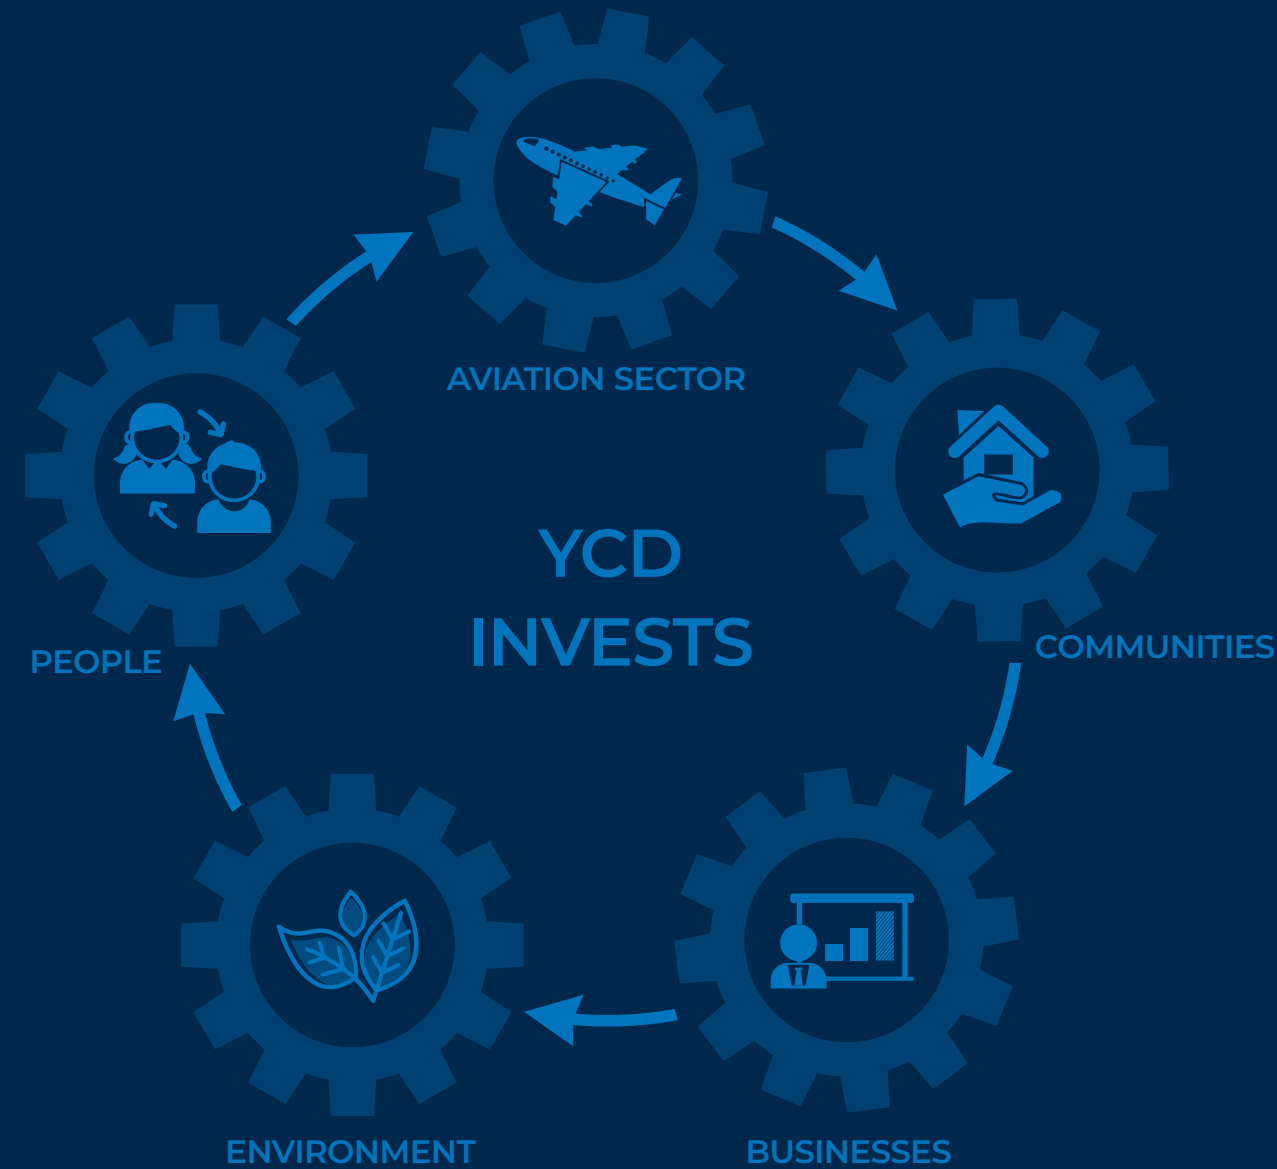 AVIATION SECTOR
YCD
INVESTS
COMMUNITIES
PEOPLE
ENVIRONMENT
BUSINESSES